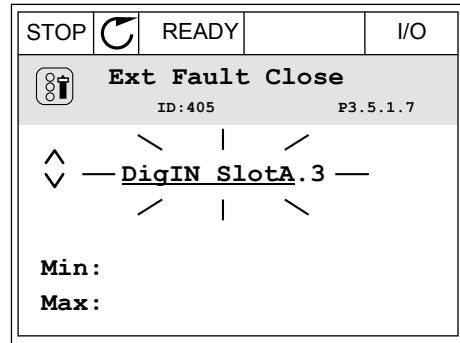 STOP READY I/O
Ext Fault Close
ID:405 P3.5.1.7
DigIN SlotA.3
Min:
Max: